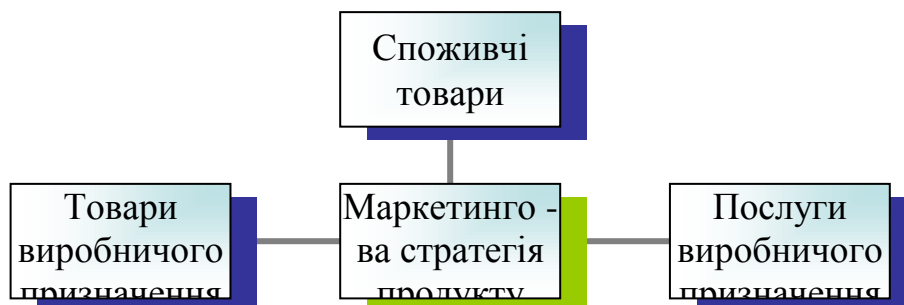 Споживчі
товари
Товари
виробничого
призначення
Маркетинго -
ва стратегія
продукту
Послуги
виробничого
призначення